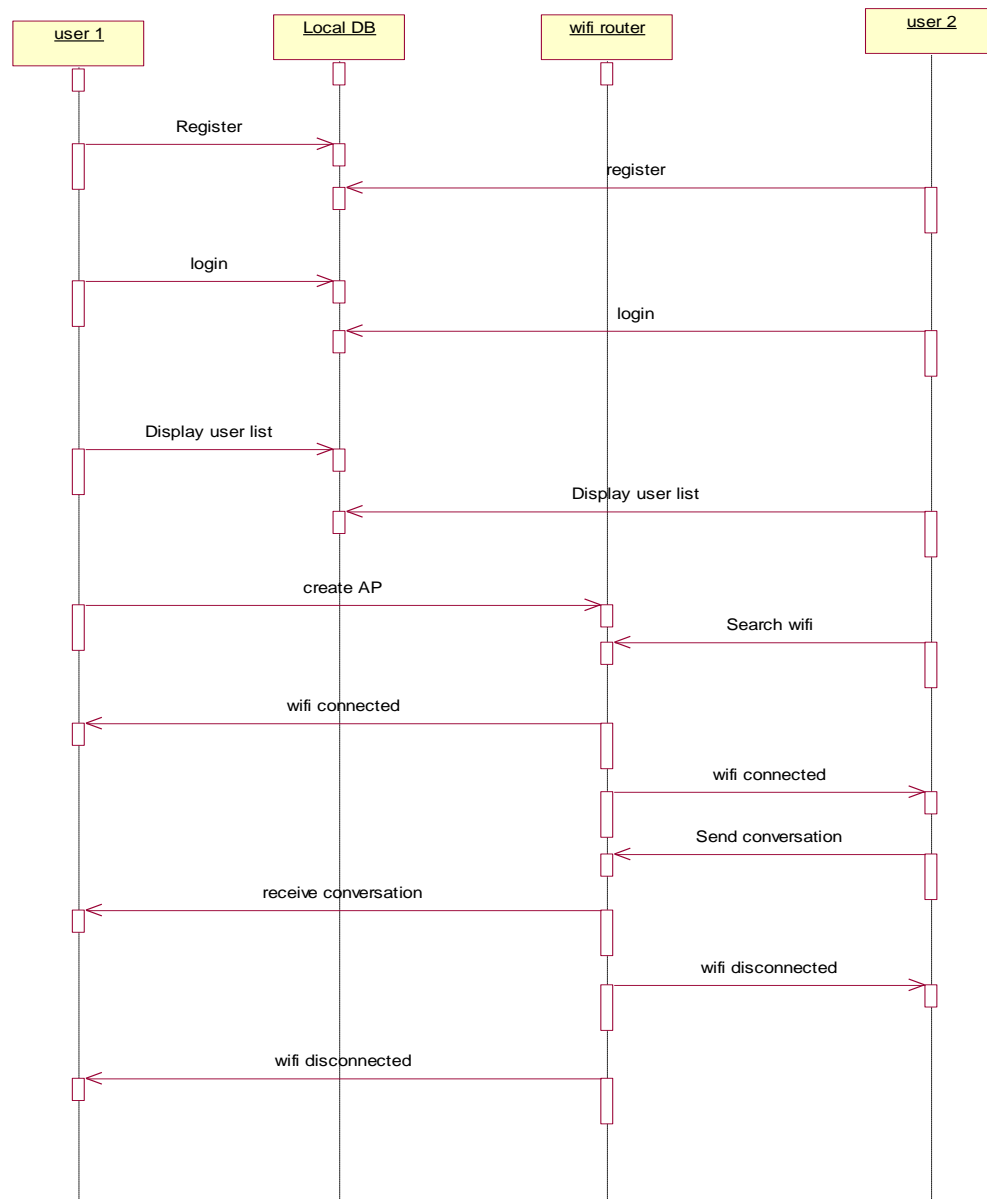 user 1
Local DB
wifi router
user 2
Register
register
login
login
Display user list
Display user list
create AP
Search wifi
wifi connected
wifi connected
Send conversation
receive conversation
wifi disconnected
wifi disconnected